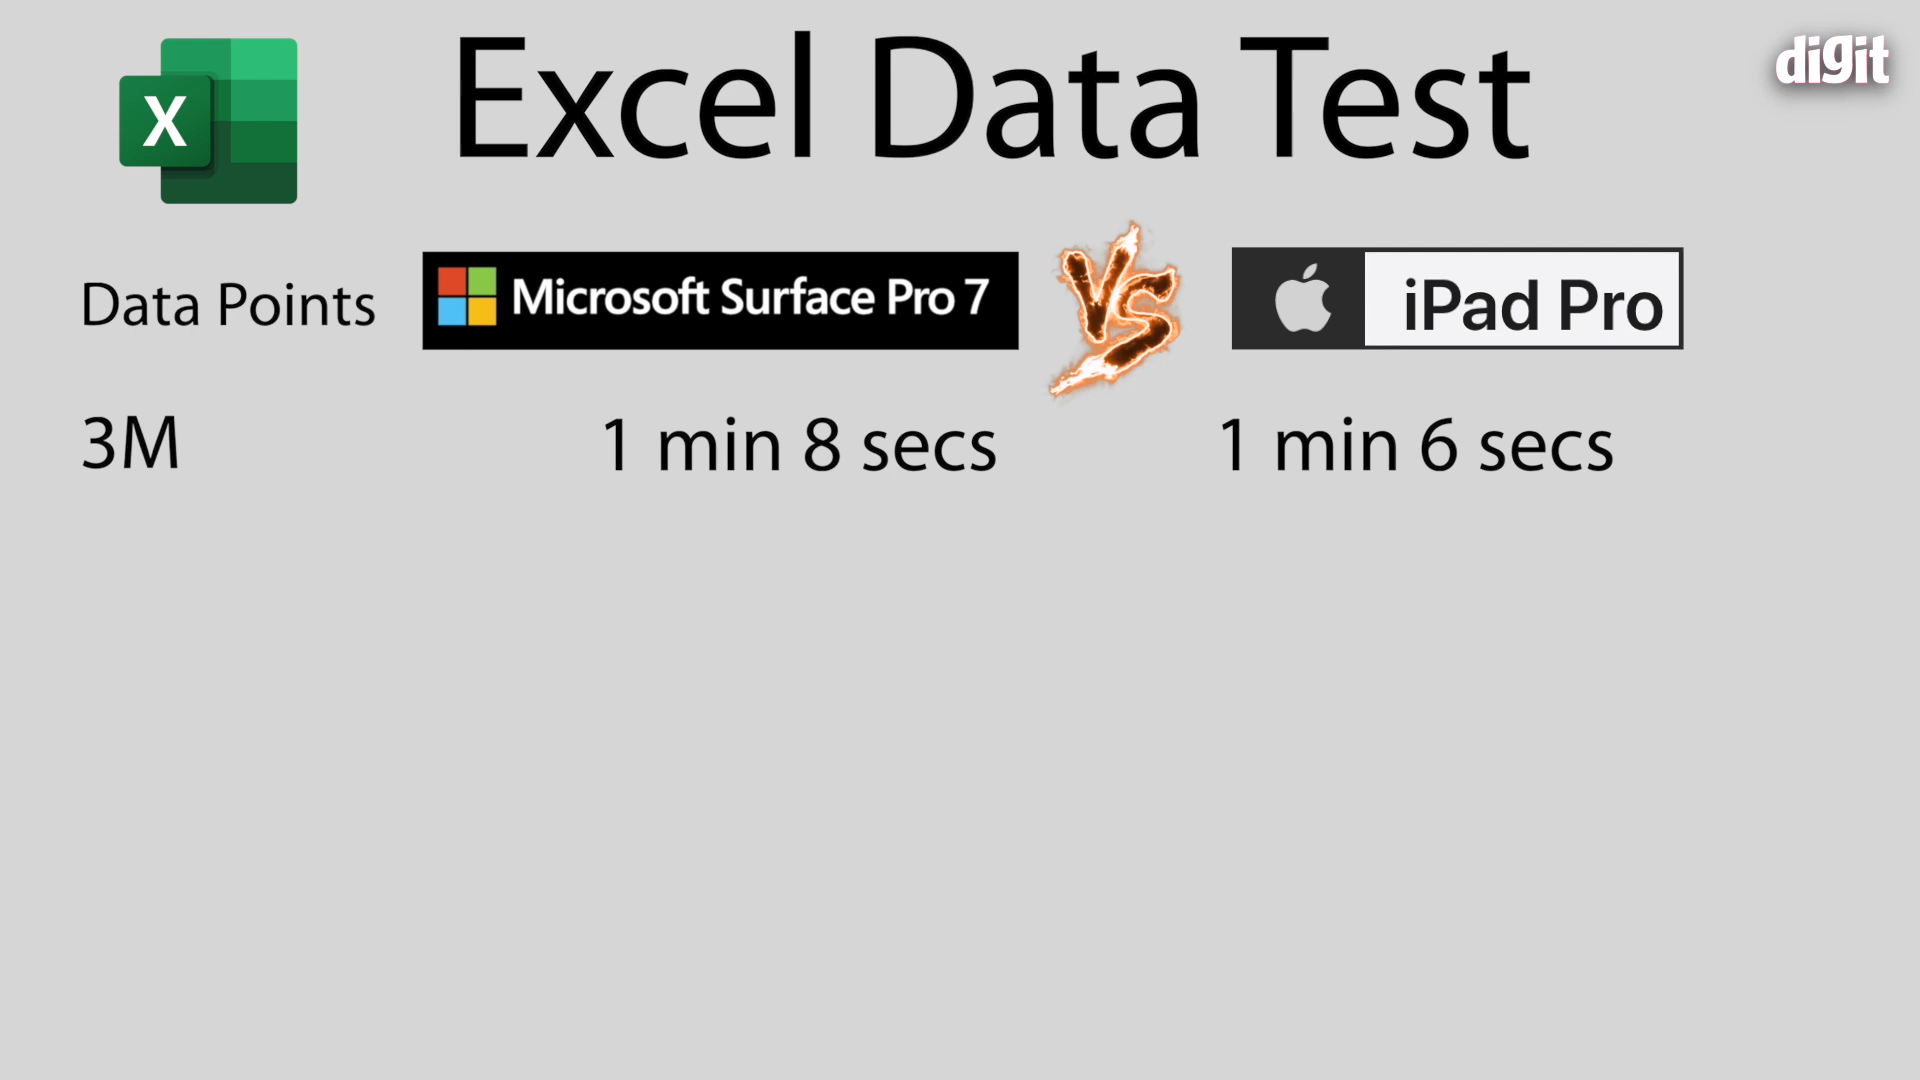 Excel Data Test
digit
X
Data Points
Microsoft Surface Pro 7
VS
iPad Pro
3M
1 min 8 secs
1 min 6 secs